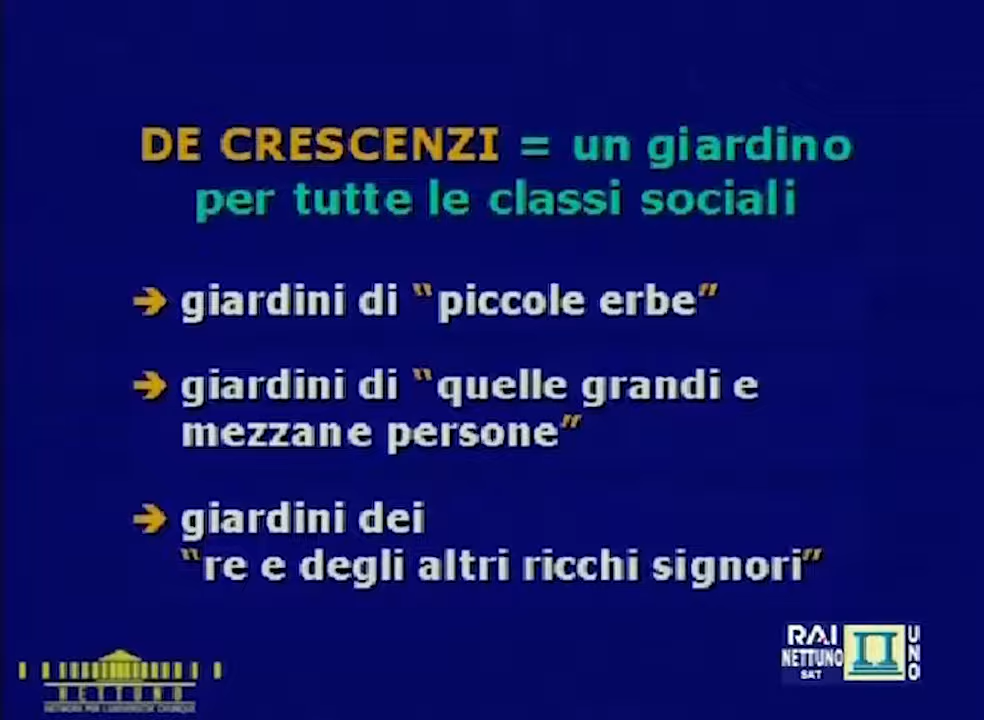 DE CRESCENZI = un giardino
per tutte le classi sociali
➔ giardini di “piccole erbe”
➔ giardini di “quelle grandi e
mezzane persone”
➔ giardini dei
“re e degli altri ricchi signori”
RAI
NETTUNO
SAT
UNO
NETTUNO